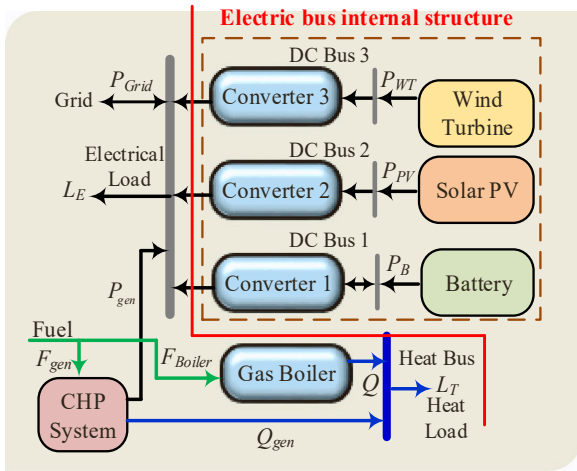 Electric bus internal structure
DC Bus 3
P_Grid
Grid
Converter 3
P_WT
Wind
Turbine
Electrical
Load
L_E
DC Bus 2
Converter 2
P_PV
Solar PV
DC Bus 1
P_gen
Converter 1
P_B
Battery
Fuel
F_gen
F_Boiler
Gas Boiler
Q
Heat Bus
L_T
Heat
Load
CHP
System
Q_gen